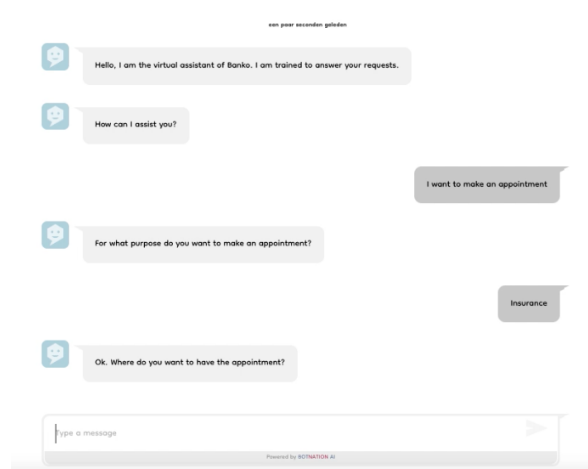 een paar seconden geleden
Hello, I am the virtual assistant of Banko. I am trained to answer your requests.
How can I assist you?
I want to make an appointment
For what purpose do you want to make an appointment?
Insurance
Ok. Where do you want to have the appointment?
Type a message
Powered by BOTNATION AI